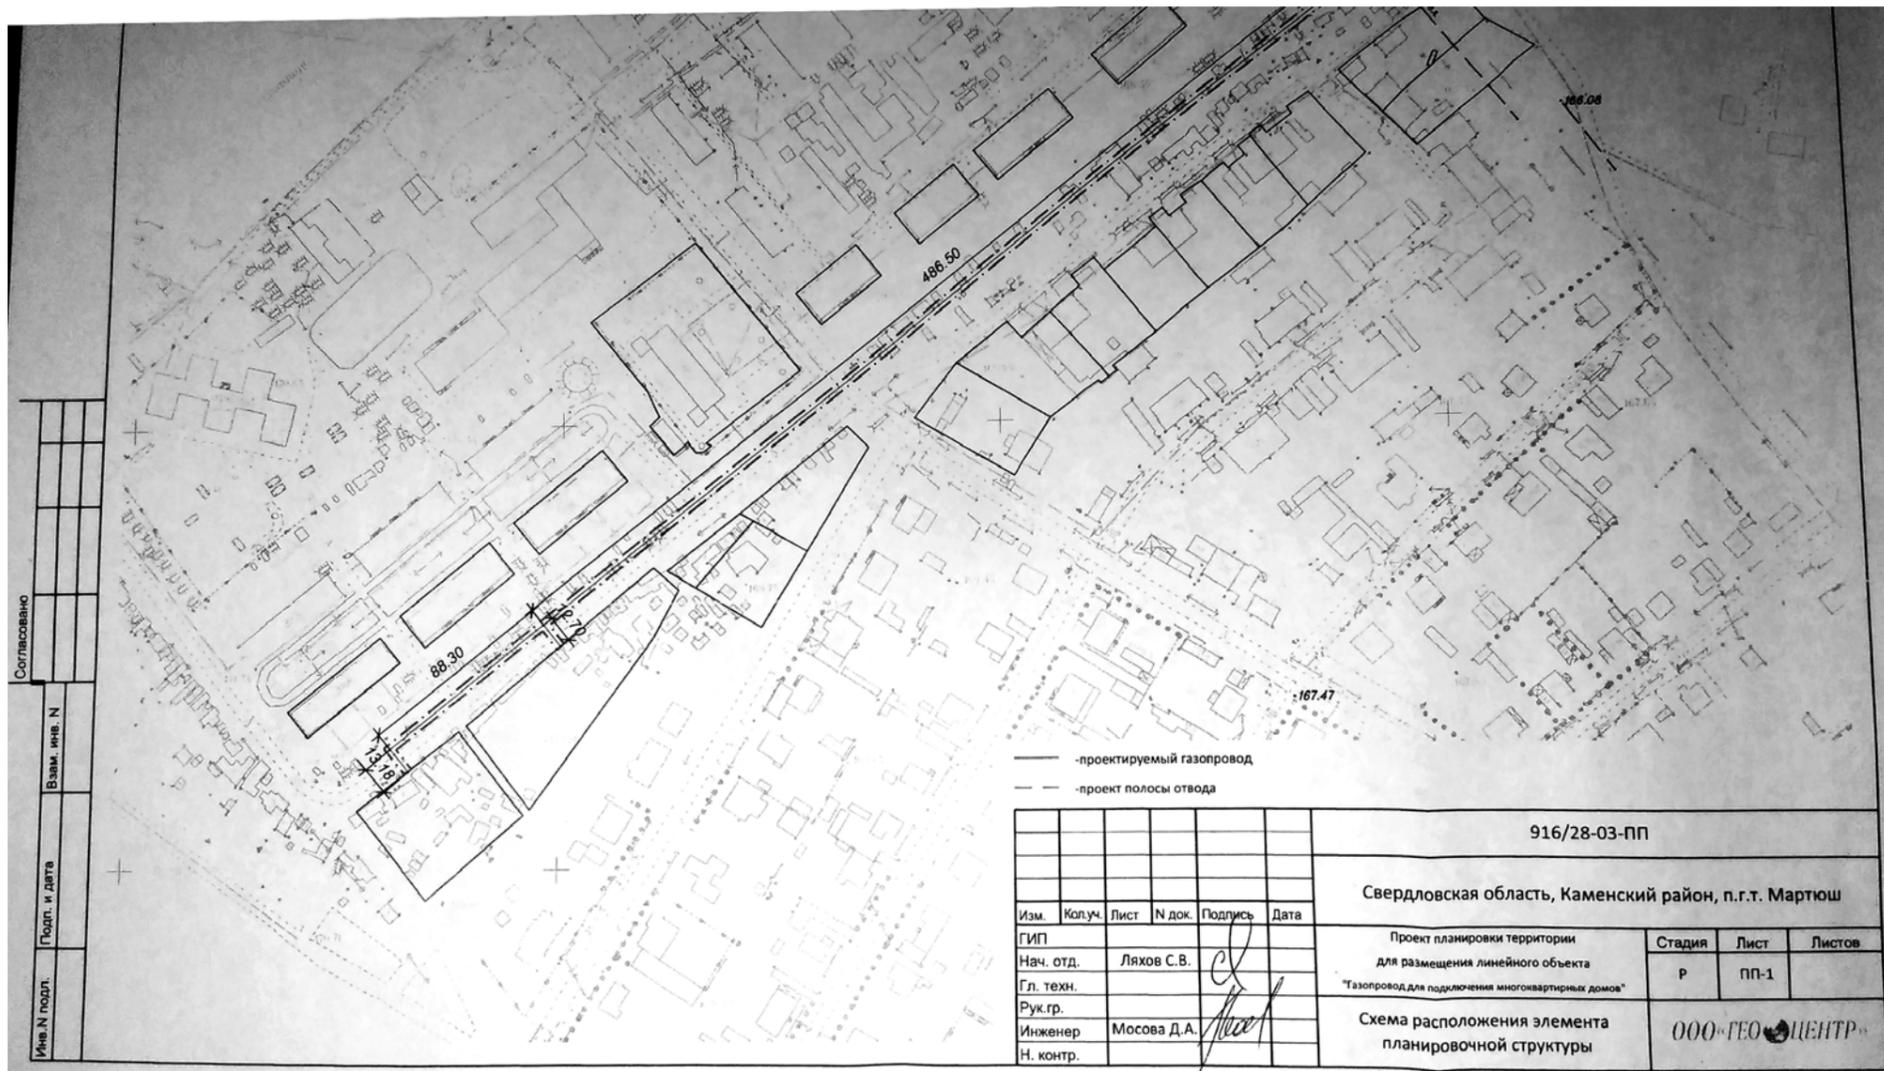 166.08
486.50
12.70
88.30
13.18
167.47
-проектируемый газопровод
-проект полосы отвода
Согласовано
Взам. инв. N
Подп. и дата
Инв.N подл.
916/28-03-ПП
Свердловская область, Каменский район, п.г.т. Мартюш
Изм. Кол.уч. Лист N док. Подпись Дата
ГИП
Нач. отд. Ляхов С.В.
Гл. техн.
Рук.гр.
Инженер Мосова Д.А.
Н. контр.
Проект планировки территории
для размещения линейного объекта
"Газопровод для подключения многоквартирных домов"
Стадия Лист Листов
Р ПП-1
Схема расположения элемента
планировочной структуры
ООО "ГЕО ЦЕНТР"